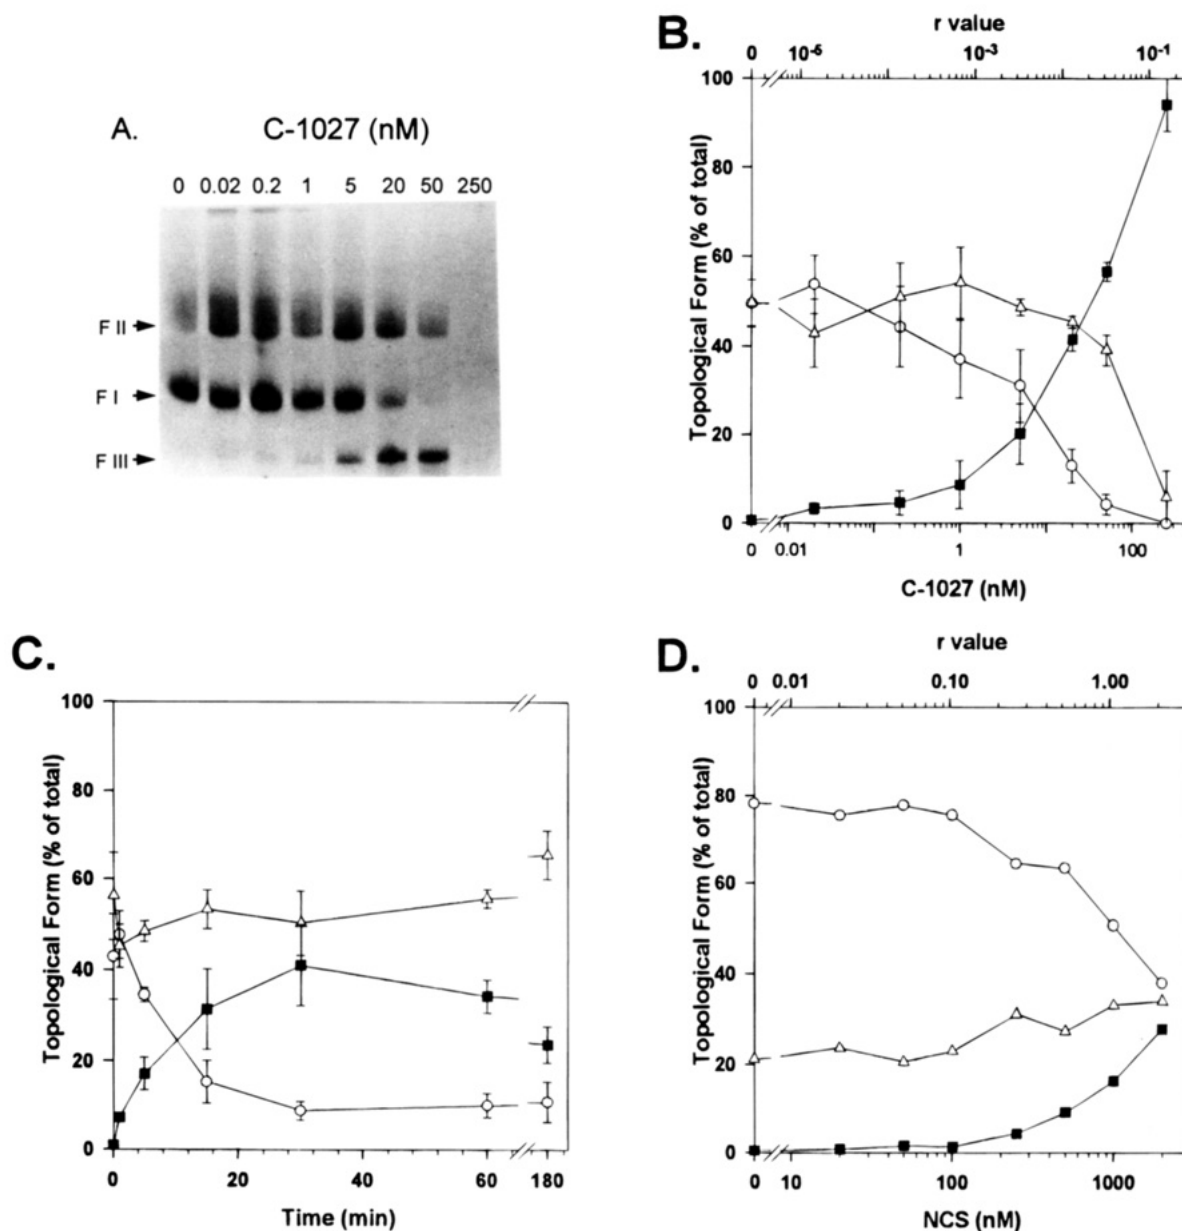 A.
C-1027 (nM)
0 0.02 0.2 1 5 20 50 250
F II
F I
F III
B.
r value
0 10-5 10-3 10-1
Topological Form (% of total)
100
80
60
40
20
0
0 0.01 1 100
C-1027 (nM)
C.
Topological Form (% of total)
100
80
60
40
20
0
0 20 40 60 180
Time (min)
D.
r value
0 0.01 0.10 1.00
Topological Form (% of total)
100
80
60
40
20
0
0 10 100 1000
NCS (nM)